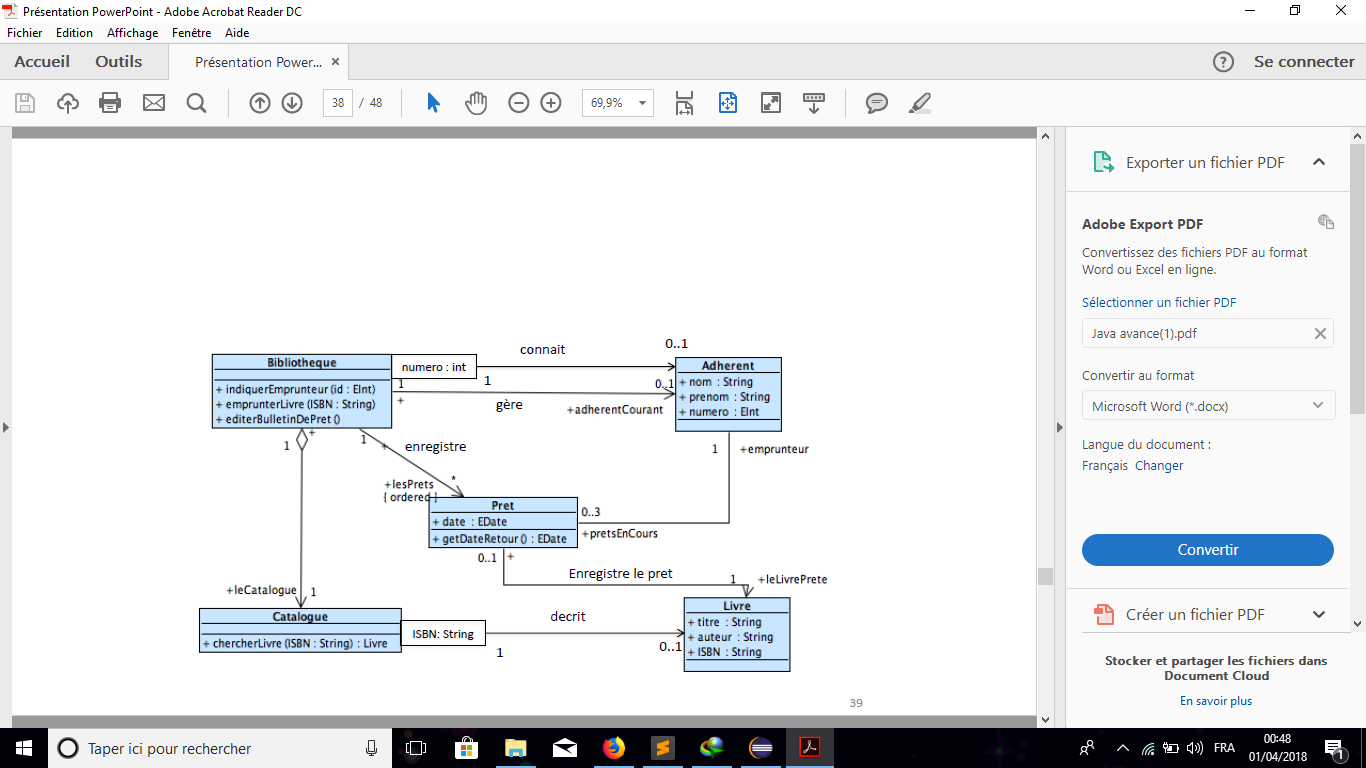 Présentation PowerPoint - Adobe Acrobat Reader DC
Fichier Edition Affichage Fenêtre Aide
Accueil Outils Présentation Power... × ? Se connecter
38 / 48 69,9%
Exporter un fichier PDF
Adobe Export PDF
Convertissez des fichiers PDF au format
Word ou Excel en ligne.
Sélectionner un fichier PDF
Java avance(1).pdf
Convertir au format
Microsoft Word (*.docx)
Langue du document :
Français Changer
Convertir
Créer un fichier PDF
Stocker et partager les fichiers dans
Document Cloud
En savoir plus
Bibliotheque
+ indiquerEmprunteur (id : EInt)
+ emprunterLivre (ISBN : String)
+ editerBulletinDePret ()
numero : int
1
connait
0..1
1
+
gère
0..1
+adherentCourant
Adherent
+ nom : String
+ prenom : String
+ numero : EInt
1
+emprunteur
1
+
1
+
enregistre
*
+lesPrets
{ ordered }
Pret
+ date : EDate
+ getDateRetour () : EDate
0..3
+pretsEnCours
0..1
+
Enregistre le pret
1
+leLivrePrete
+leCatalogue
1
Catalogue
+ chercherLivre (ISBN : String) : Livre
ISBN: String
1
decrit
0..1
Livre
+ titre : String
+ auteur : String
+ ISBN : String
39
Taper ici pour rechercher
FRA
00:48
01/04/2018
1